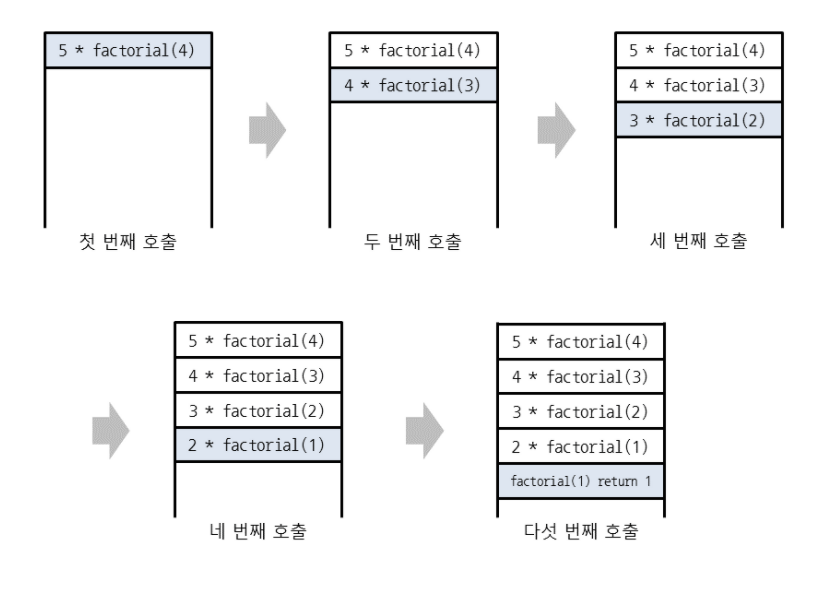 5 * factorial(4)
첫 번째 호출
5 * factorial(4)
4 * factorial(3)
두 번째 호출
5 * factorial(4)
4 * factorial(3)
3 * factorial(2)
세 번째 호출
5 * factorial(4)
4 * factorial(3)
3 * factorial(2)
2 * factorial(1)
네 번째 호출
5 * factorial(4)
4 * factorial(3)
3 * factorial(2)
2 * factorial(1)
factorial(1) return 1
다섯 번째 호출